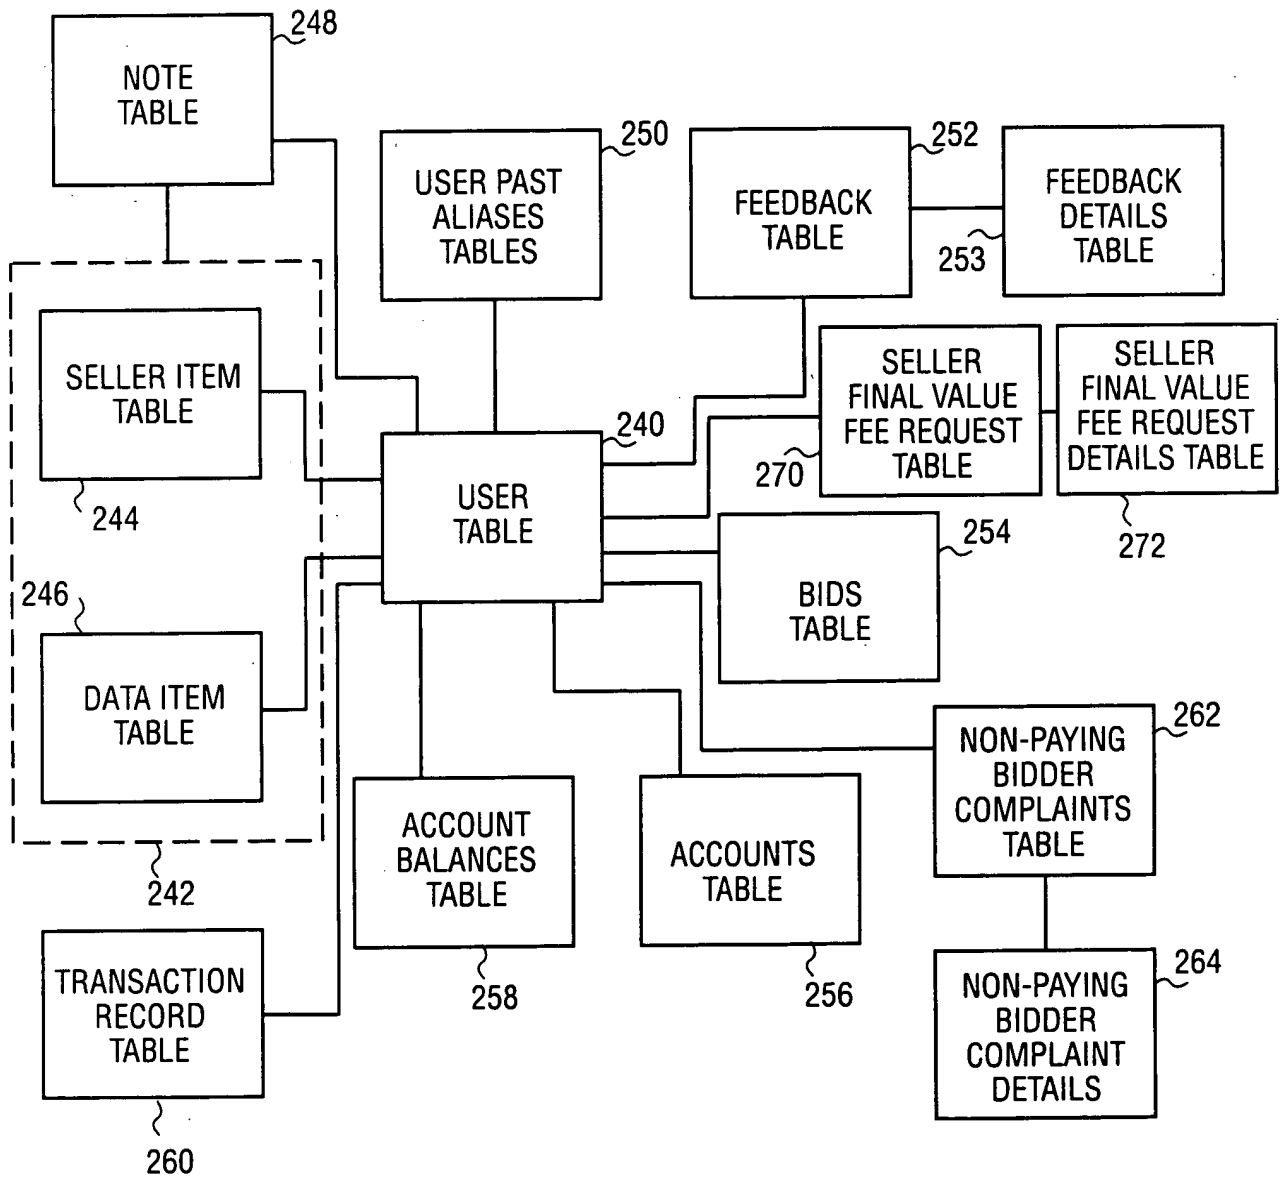 248
NOTE
TABLE
250
USER PAST
ALIASES
TABLES
252
FEEDBACK
TABLE
253
FEEDBACK
DETAILS
TABLE
SELLER ITEM
TABLE
244
240
USER
TABLE
SELLER
FINAL VALUE
FEE REQUEST
TABLE
270
SELLER
FINAL VALUE
FEE REQUEST
DETAILS TABLE
272
254
BIDS
TABLE
246
DATA ITEM
TABLE
242
ACCOUNT
BALANCES
TABLE
258
ACCOUNTS
TABLE
256
262
NON-PAYING
BIDDER
COMPLAINTS
TABLE
TRANSACTION
RECORD
TABLE
260
264
NON-PAYING
BIDDER
COMPLAINT
DETAILS